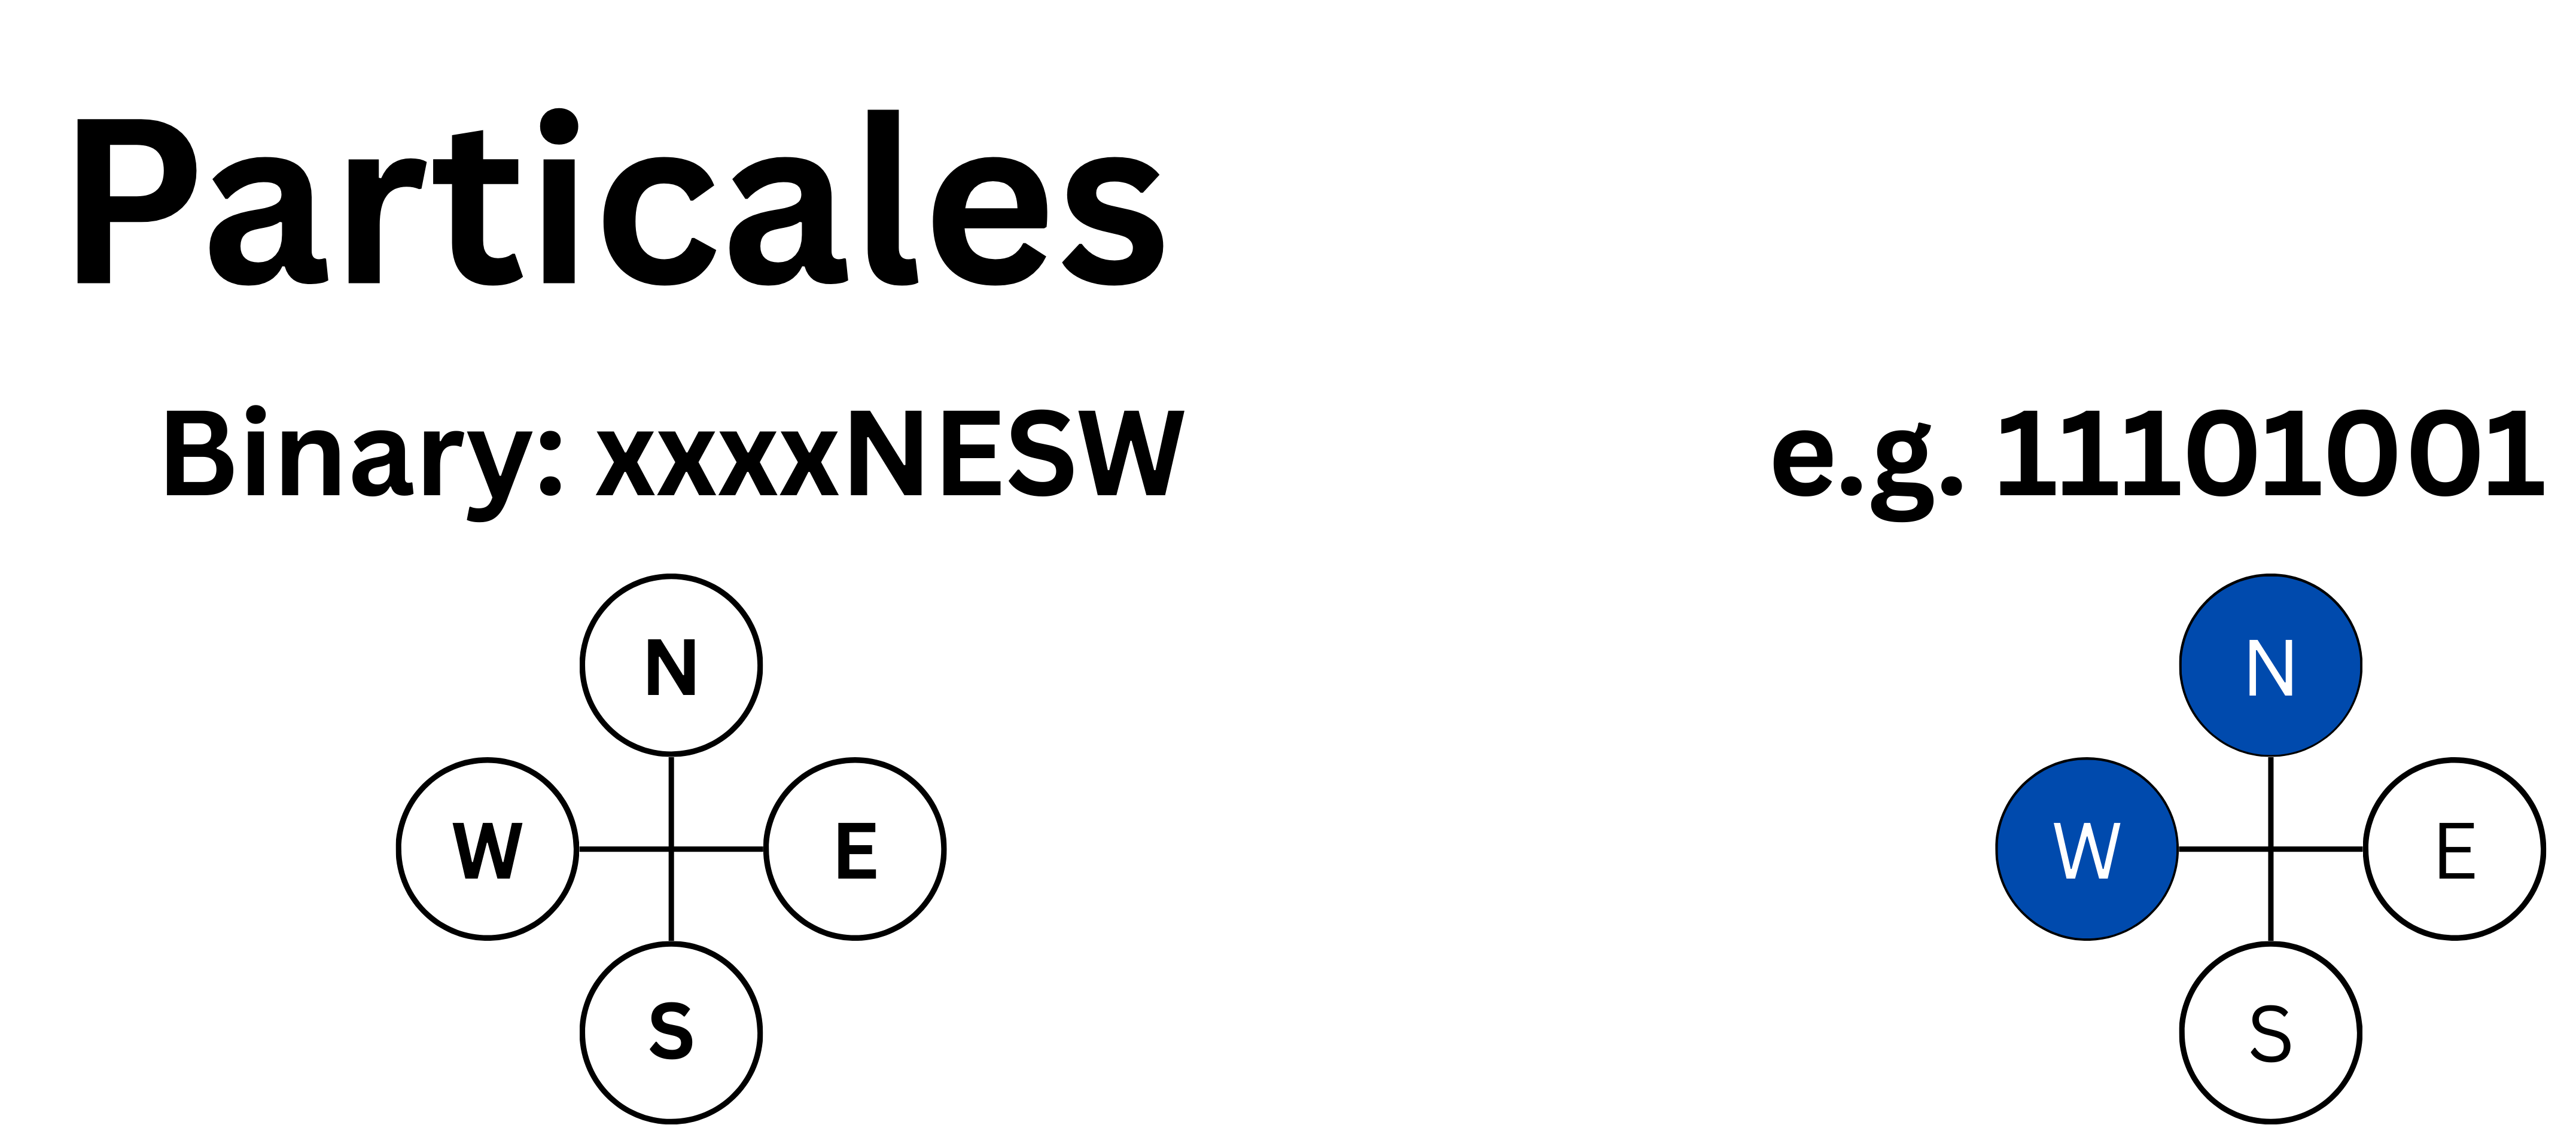 Particales
Binary: xxxxNESW
e.g. 11101001
N
W
E
S
N
W
E
S